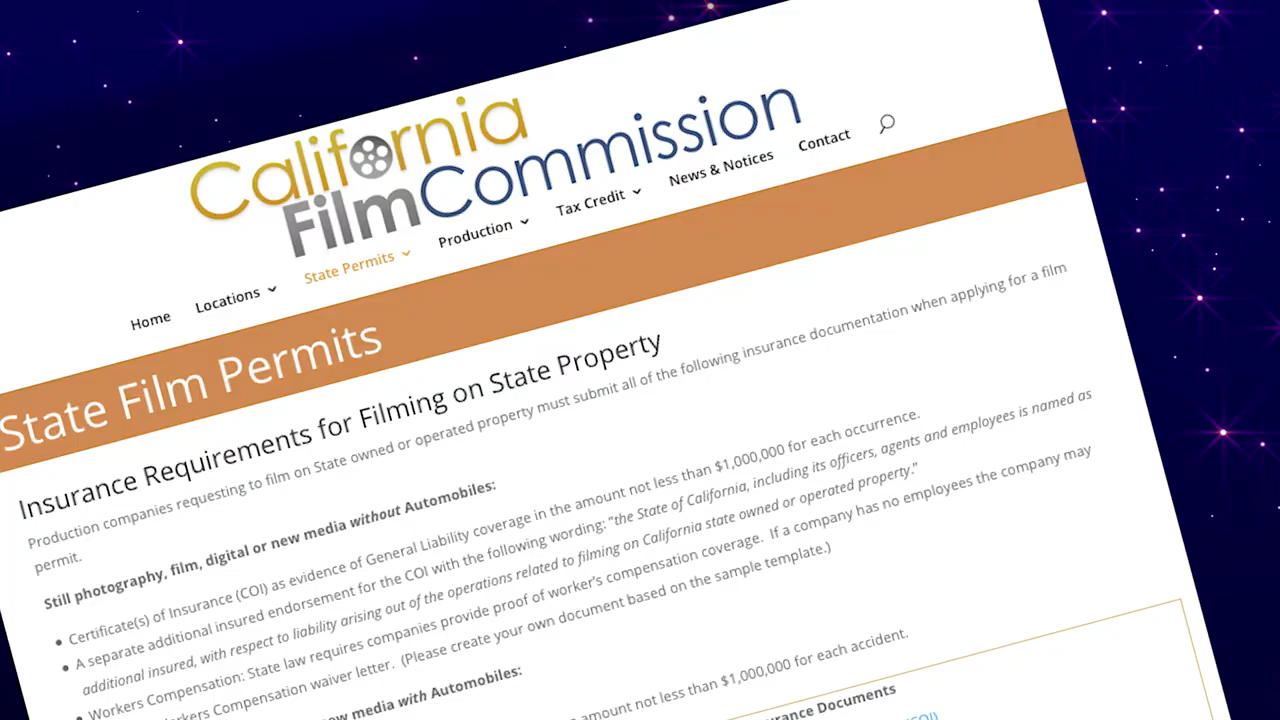 California
FilmCommission
Home Locations State Permits Production Tax Credit News & Notices Contact
State Film Permits
Insurance Requirements for Filming on State Property
Production companies requesting to film on State owned or operated property must submit all of the following insurance documentation when applying for a film
permit.
Still photography, film, digital or new media without Automobiles:
• Certificate(s) of Insurance (COI) as evidence of General Liability coverage in the amount not less than $1,000,000 for each occurrence.
• A separate additional insured endorsement for the COI with the following wording: "the State of California, including its officers, agents and employees is named as
additional insured, with respect to liability arising out of the operations related to filming on California state owned or operated property."
• Workers Compensation: State law requires companies provide proof of worker's compensation coverage. If a company has no employees the company may
Compensation waiver letter. (Please create your own document based on the sample template.)
media with Automobiles:
amount not less than $1,000,000 for each accident.
Documents
(COI)